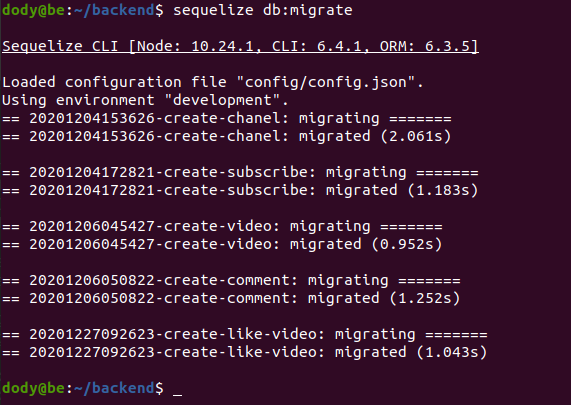 dody@be:~/backend$ sequelize db:migrate
Sequelize CLI [Node: 10.24.1, CLI: 6.4.1, ORM: 6.3.5]
Loaded configuration file "config/config.json".
Using environment "development".
== 20201204153626-create-chanel: migrating =======
== 20201204153626-create-chanel: migrated (2.061s)
== 20201204172821-create-subscribe: migrating =======
== 20201204172821-create-subscribe: migrated (1.183s)
== 20201206045427-create-video: migrating =======
== 20201206045427-create-video: migrated (0.952s)
== 20201206050822-create-comment: migrating =======
== 20201206050822-create-comment: migrated (1.252s)
== 20201227092623-create-like-video: migrating =======
== 20201227092623-create-like-video: migrated (1.043s)
dody@be:~/backend$ _